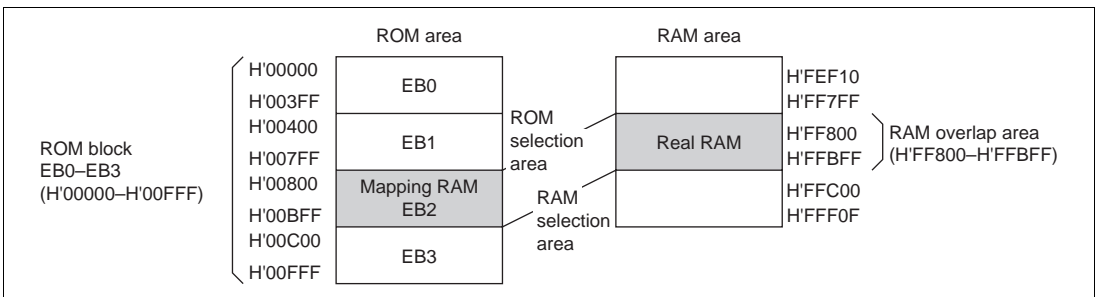 ROM area
RAM area
H'00000
H'003FF
H'00400
H'007FF
H'00800
H'00BFF
H'00C00
H'00FFF
ROM block
EB0–EB3
(H'00000–H'00FFF)
EB0
EB1
Mapping RAM
EB2
EB3
ROM
selection
area
RAM
selection
area
Real RAM
H'FEF10
H'FF7FF
H'FF800
H'FFBFF
H'FFC00
H'FFF0F
RAM overlap area
(H'FF800–H'FFBFF)